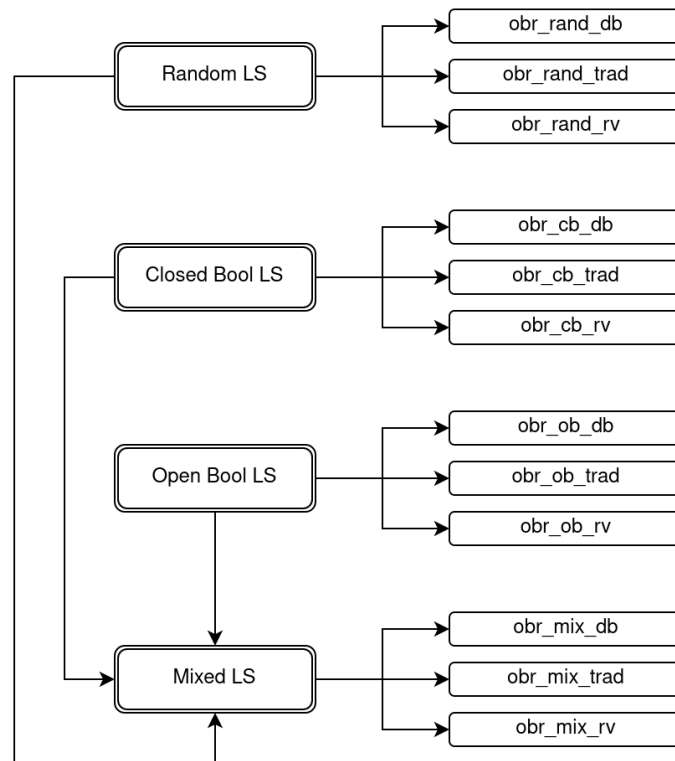 obr_rand_db
Random LS
obr_rand_trad
obr_rand_rv
obr_cb_db
Closed Bool LS
obr_cb_trad
obr_cb_rv
obr_ob_db
Open Bool LS
obr_ob_trad
obr_ob_rv
obr_mix_db
Mixed LS
obr_mix_trad
obr_mix_rv